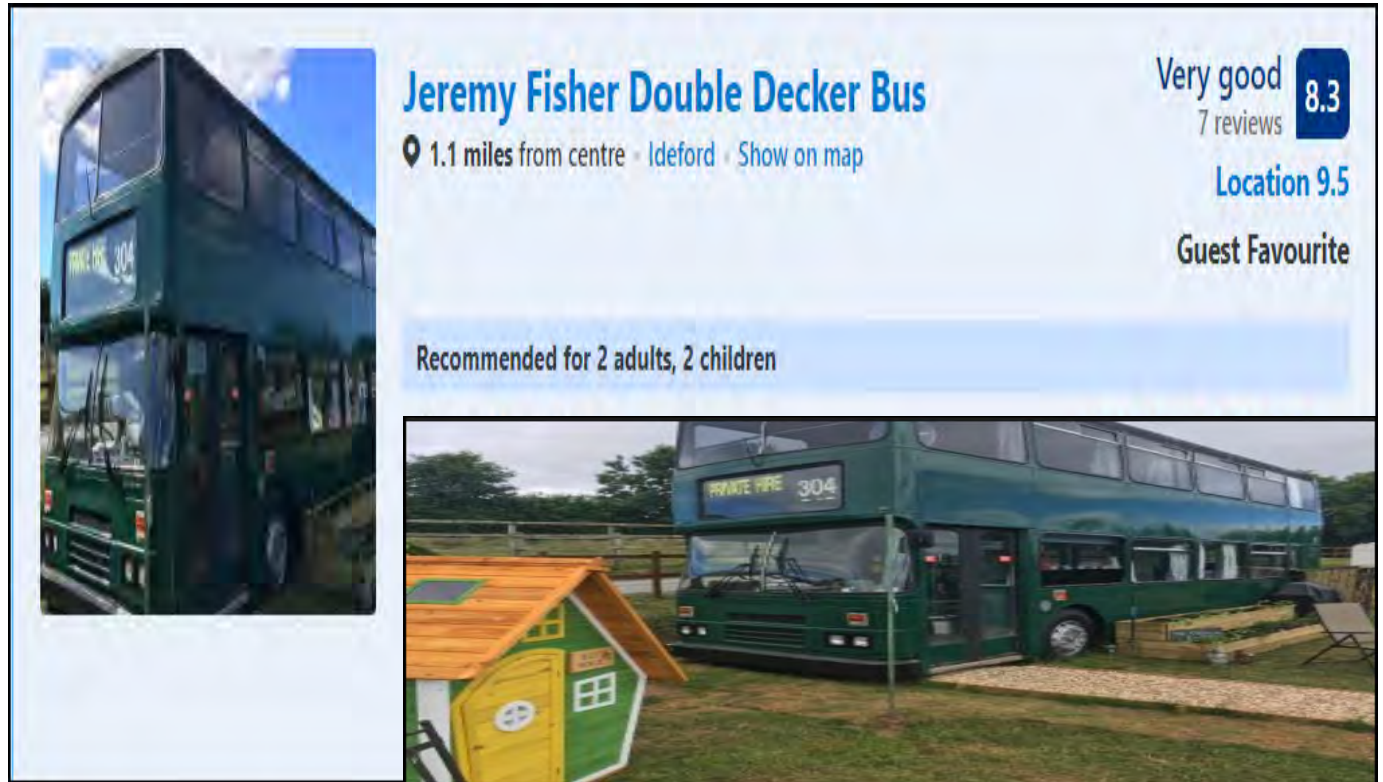 Jeremy Fisher Double Decker Bus
1.1 miles from centre Ideford Show on map
Very good 8.3
7 reviews
Location 9.5
Guest Favourite
Recommended for 2 adults, 2 children
PRIVATE HIRE 304
PRIVATE HIRE 304